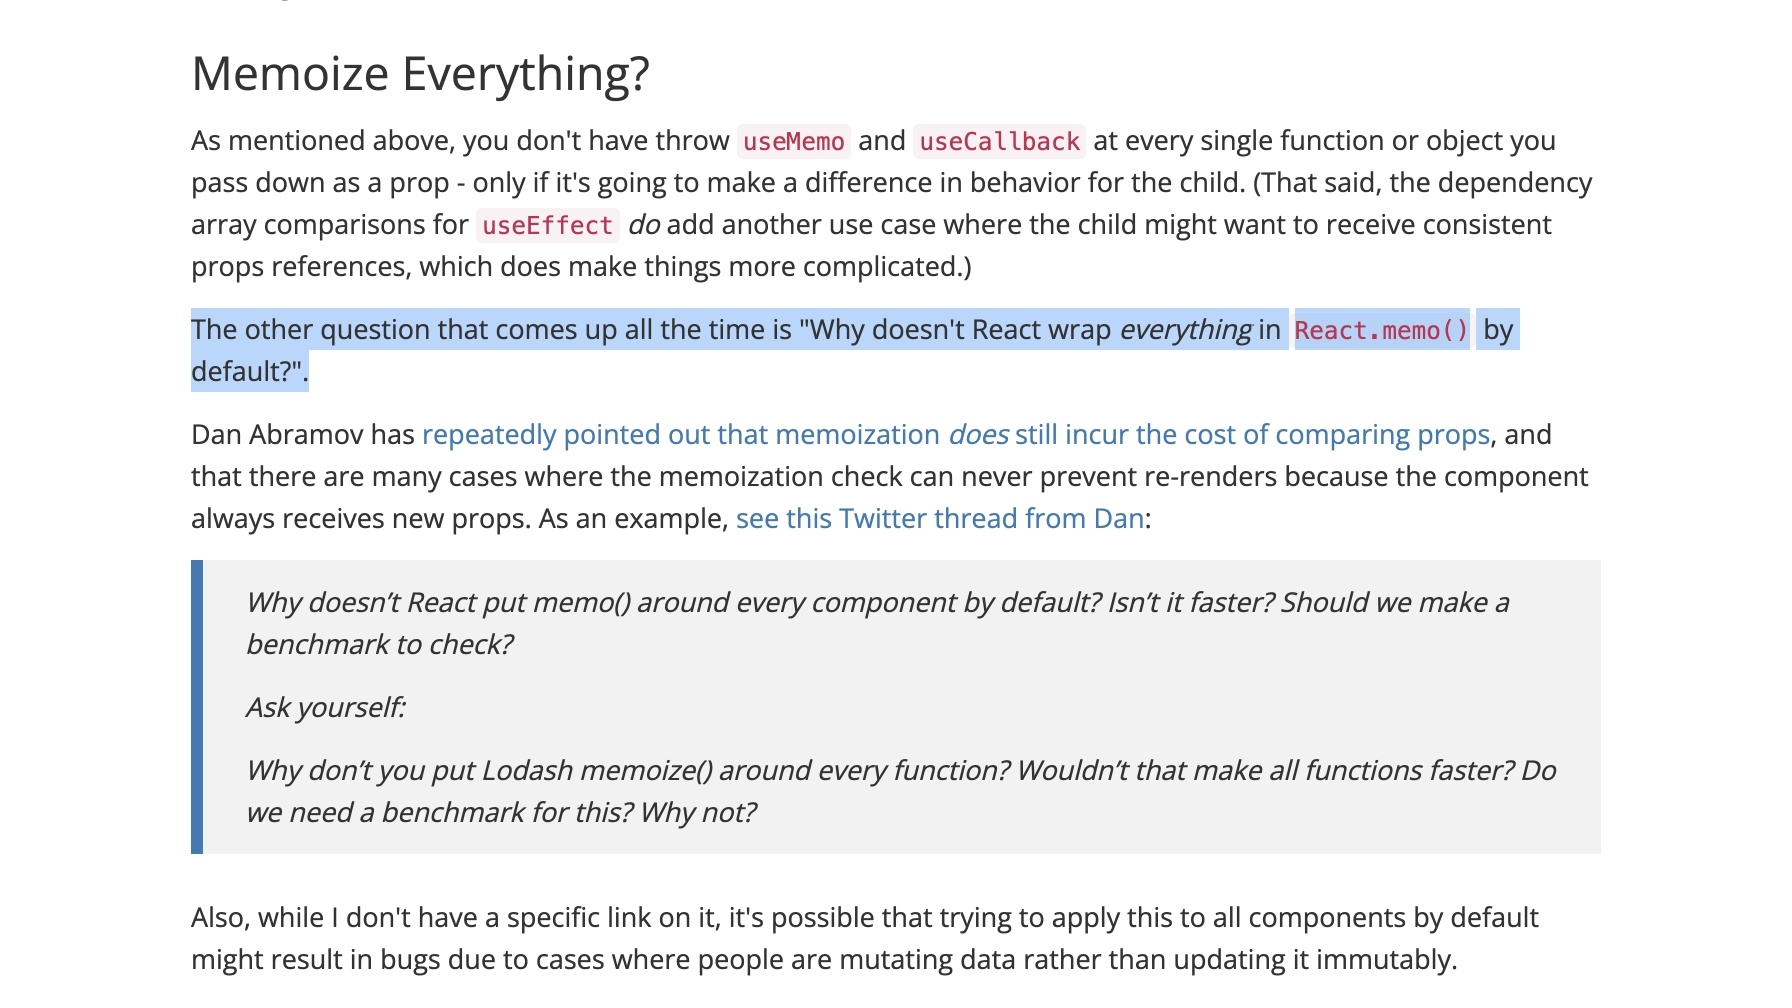 Memoize Everything?
As mentioned above, you don't have throw useMemo and useCallback at every single function or object you
pass down as a prop - only if it's going to make a difference in behavior for the child. (That said, the dependency
array comparisons for useEffect do add another use case where the child might want to receive consistent
props references, which does make things more complicated.)
The other question that comes up all the time is "Why doesn't React wrap everything in React.memo() by
default?".
Dan Abramov has repeatedly pointed out that memoization does still incur the cost of comparing props, and
that there are many cases where the memoization check can never prevent re-renders because the component
always receives new props. As an example, see this Twitter thread from Dan:
Why doesn’t React put memo() around every component by default? Isn’t it faster? Should we make a
benchmark to check?
Ask yourself:
Why don’t you put Lodash memoize() around every function? Wouldn’t that make all functions faster? Do
we need a benchmark for this? Why not?
Also, while I don't have a specific link on it, it's possible that trying to apply this to all components by default
might result in bugs due to cases where people are mutating data rather than updating it immutably.